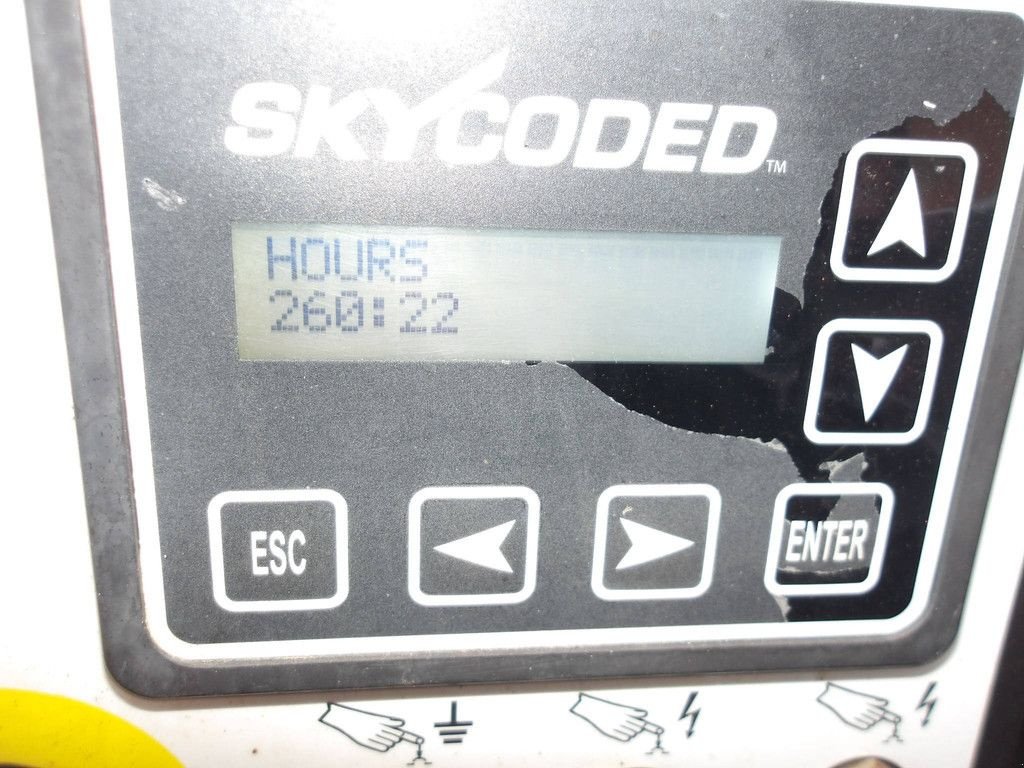 SKYCODED™
HOURS
260:22
ESC
ENTER